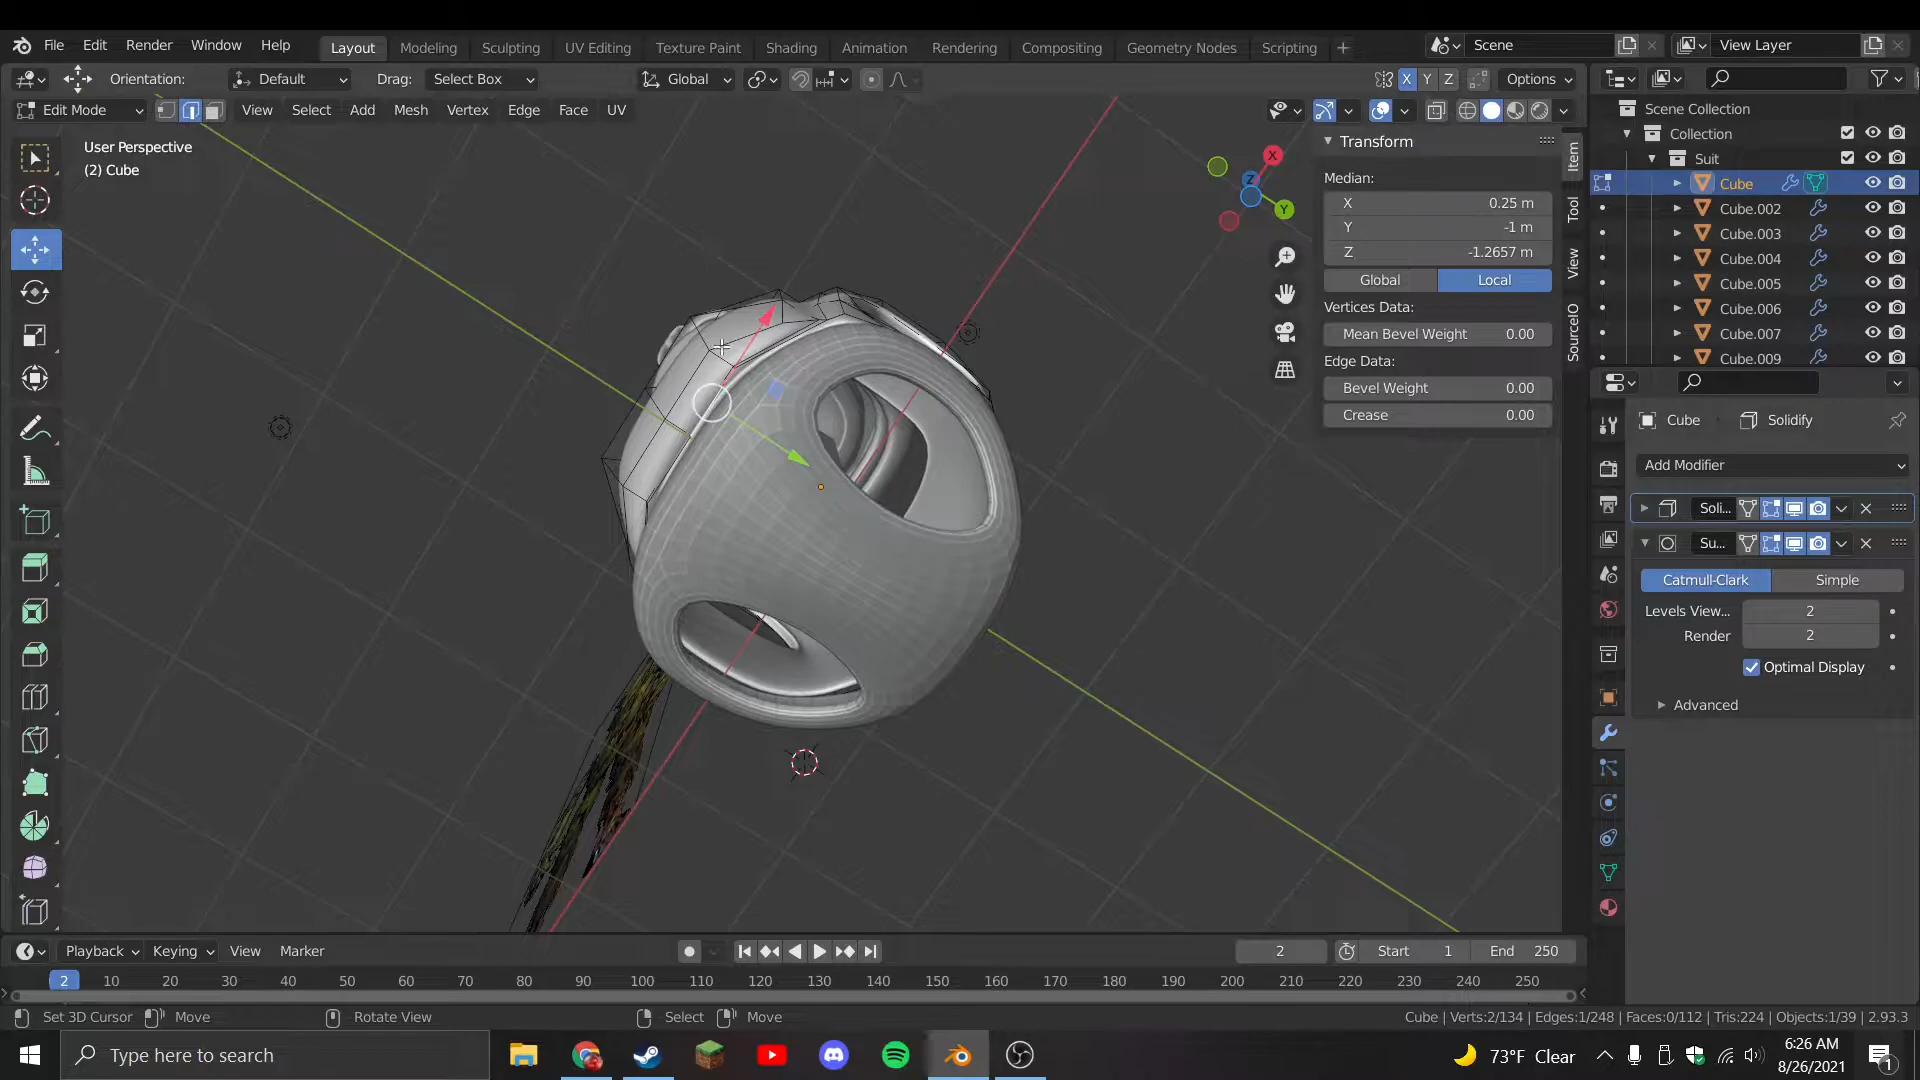 File Edit Render Window Help Layout Modeling Sculpting UV Editing Texture Paint Shading Animation Rendering Compositing Geometry Nodes Scripting + Scene View Layer
Orientation: Default Drag: Select Box Global X Y Z Options
Edit Mode View Select Add Mesh Vertex Edge Face UV
User Perspective
(2) Cube
X
Y
Z
Transform
Median:
X 0.25 m
Y -1 m
Z -1.2657 m
Global Local
Vertices Data:
Mean Bevel Weight 0.00
Edge Data:
Bevel Weight 0.00
Crease 0.00
Item
Tool
View
SourceIO
Scene Collection
Collection
Suit
Cube
Cube.002
Cube.003
Cube.004
Cube.005
Cube.006
Cube.007
Cube.009
Cube Solidify
Add Modifier
Soli...
Su...
Catmull-Clark Simple
Levels View... 2
Render 2
Optimal Display
Advanced
Playback Keying View Marker 2 Start 1 End 250
2 10 20 30 40 50 60 70 80 90 100 110 120 130 140 150 160 170 180 190 200 210 220 230 240 250
Set 3D Cursor Move Rotate View Select Move Cube | Verts:2/134 | Edges:1/248 | Faces:0/112 | Tris:224 | Objects:1/39 | 2.93.3
Type here to search 73°F Clear 6:26 AM
8/26/2021
1